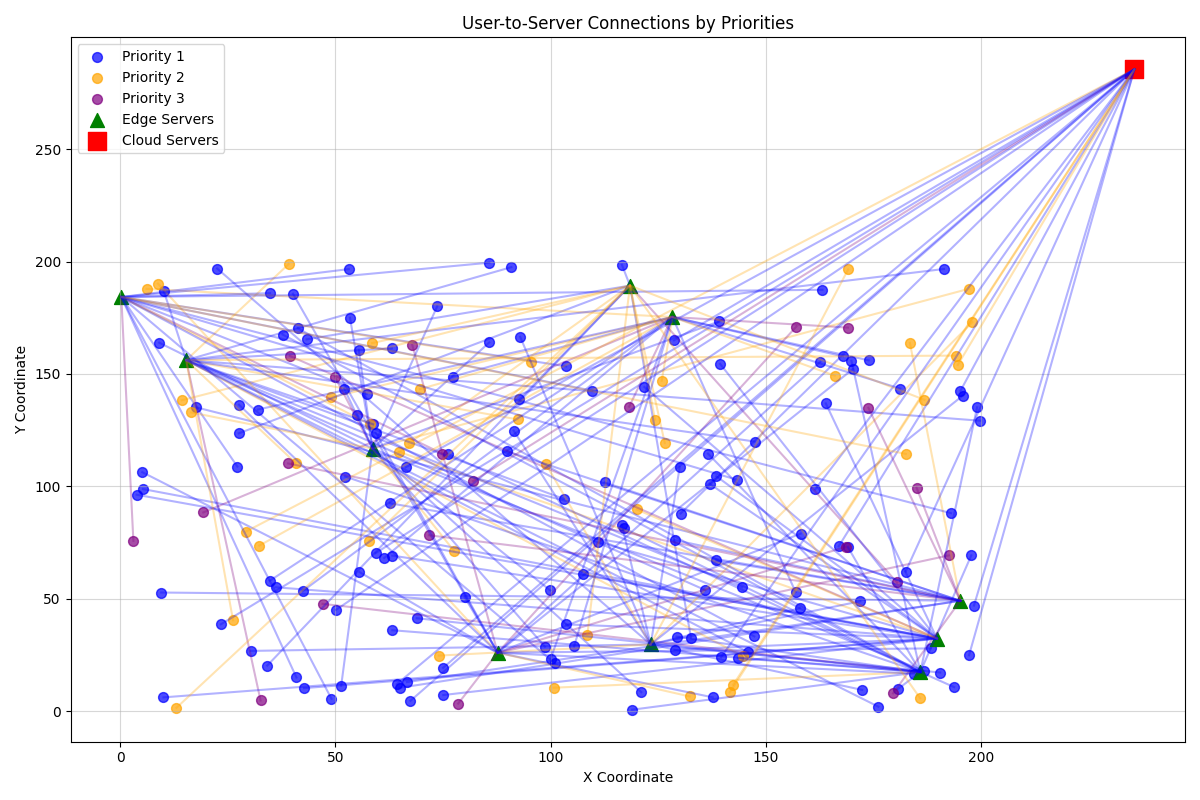 User-to-Server Connections by Priorities
Priority 1
Priority 2
Priority 3
Edge Servers
Cloud Servers
250
200
150
100
50
0
Y Coordinate
0
50
100
150
200
X Coordinate